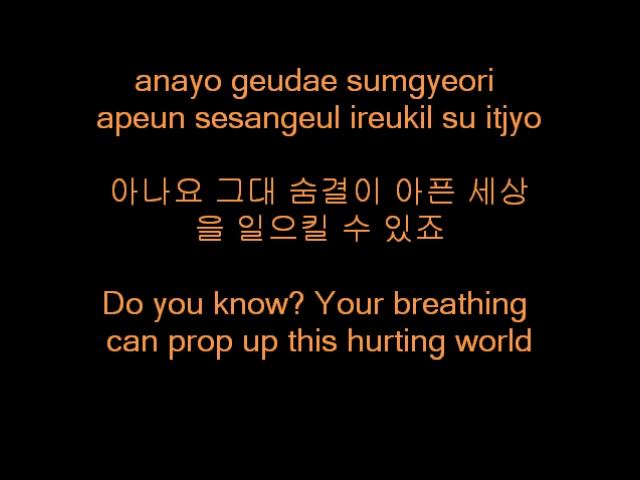 anayo geudae sumgyeori
apeun sesangeul ireukil su itjyo
아나요 그대 숨결이 아픈 세상
을 일으킬 수 있죠
Do you know? Your breathing
can prop up this hurting world